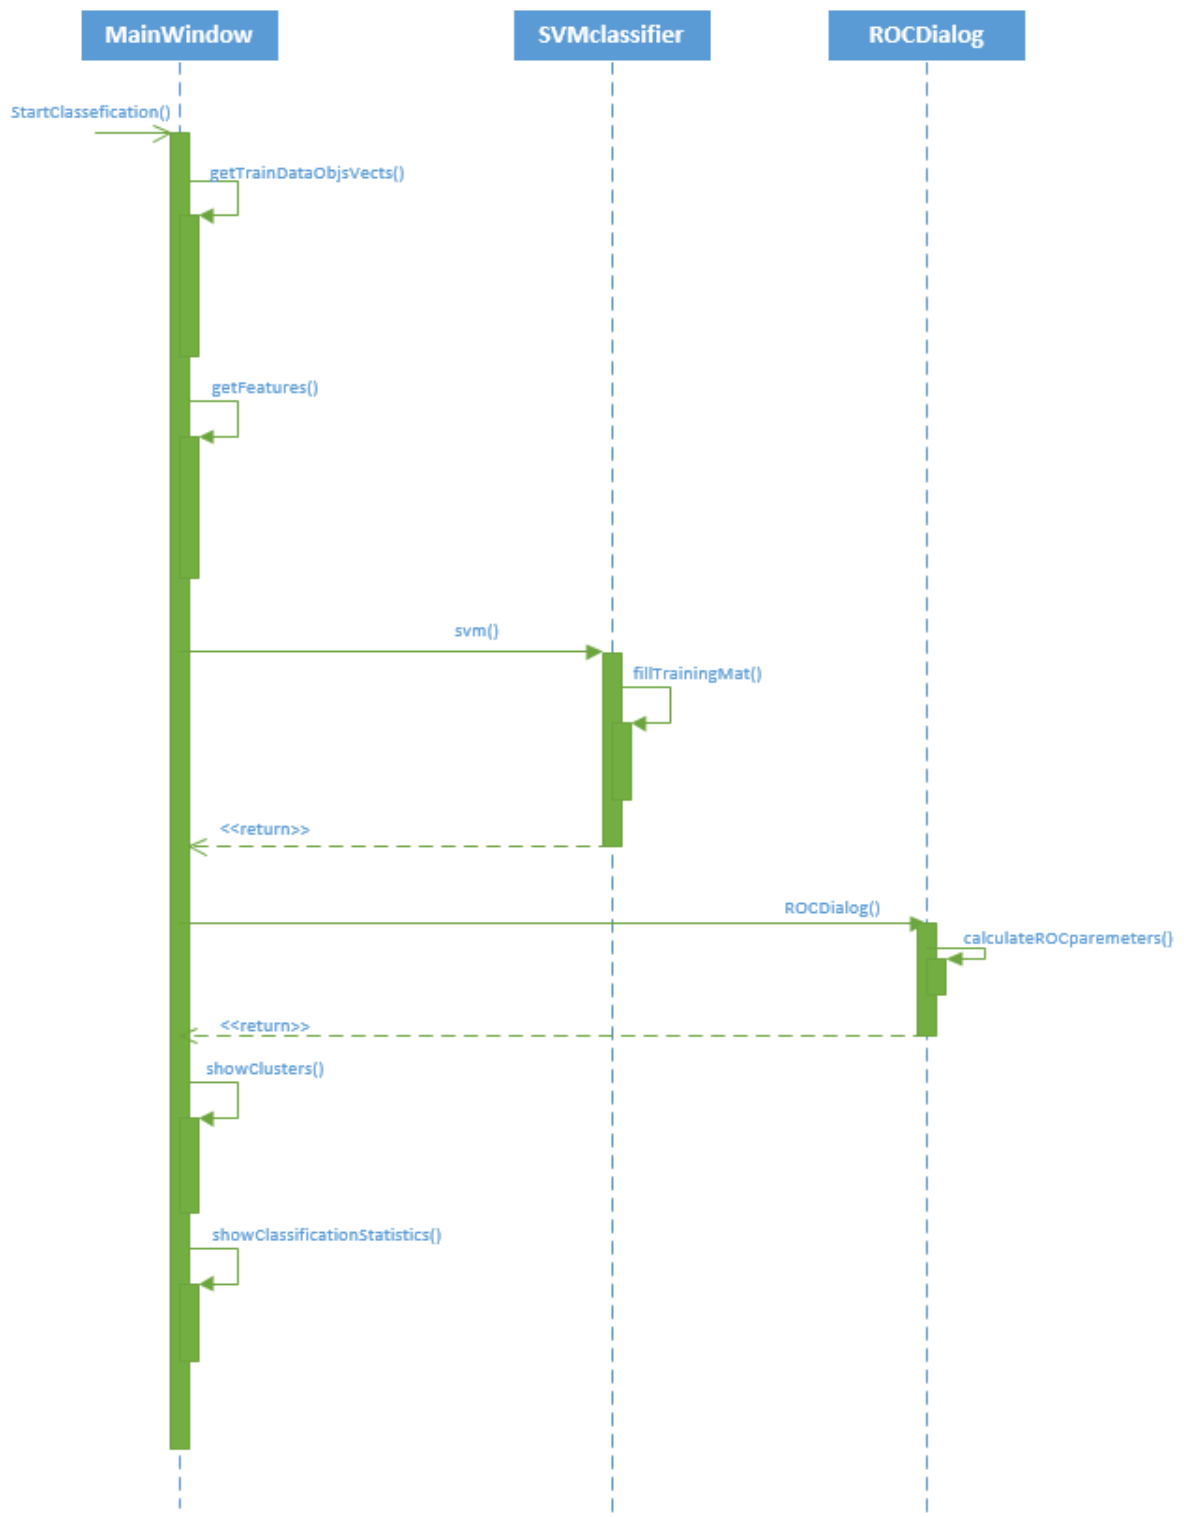 MainWindow
SVMclassifier
ROCDialog
StartClassefication()
getTrainDataObjsVects()
getFeatures()
svm()
fillTrainingMat()
<<return>>
ROCDialog()
calculateROCparemeters()
<<return>>
showClusters()
showClassificationStatistics()